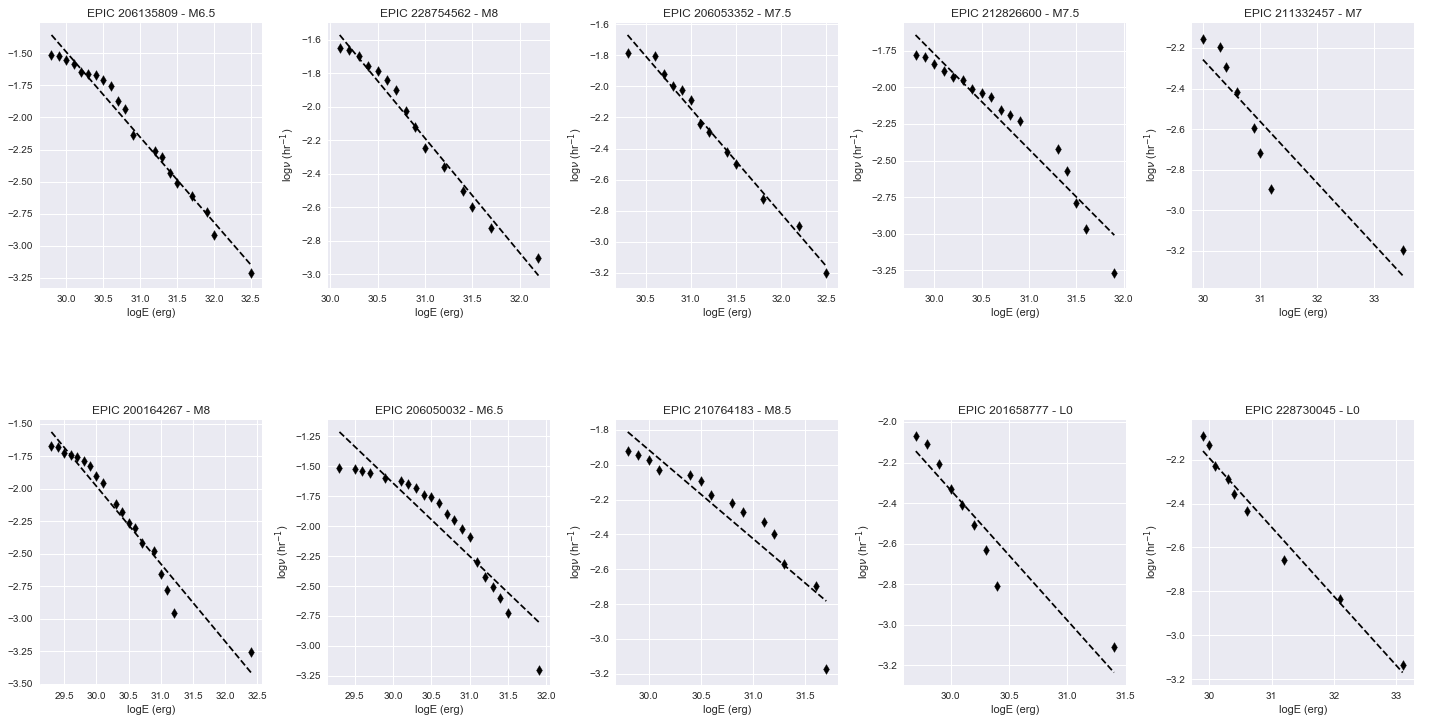 EPIC 206135809 - M6.5
EPIC 228754562 - M8
EPIC 206053352 - M7.5
EPIC 212826600 - M7.5
EPIC 211332457 - M7
−1.50
−1.75
−2.00
−2.25
−2.50
−2.75
−3.00
−3.25
30.0 30.5 31.0 31.5 32.0 32.5
logE (erg)
logν (hr⁻¹)
−1.6
−1.8
−2.0
−2.2
−2.4
−2.6
−2.8
−3.0
30.0 30.5 31.0 31.5 32.0
logE (erg)
logν (hr⁻¹)
−1.6
−1.8
−2.0
−2.2
−2.4
−2.6
−2.8
−3.0
−3.2
30.5 31.0 31.5 32.0 32.5
logE (erg)
logν (hr⁻¹)
−1.75
−2.00
−2.25
−2.50
−2.75
−3.00
−3.25
30.0 30.5 31.0 31.5 32.0
logE (erg)
logν (hr⁻¹)
−2.2
−2.4
−2.6
−2.8
−3.0
−3.2
30 31 32 33
logE (erg)
EPIC 200164267 - M8
EPIC 206050032 - M6.5
EPIC 210764183 - M8.5
EPIC 201658777 - L0
EPIC 228730045 - L0
−1.50
−1.75
−2.00
−2.25
−2.50
−2.75
−3.00
−3.25
−3.50
29.5 30.0 30.5 31.0 31.5 32.0 32.5
logE (erg)
logν (hr⁻¹)
−1.25
−1.50
−1.75
−2.00
−2.25
−2.50
−2.75
−3.00
−3.25
29.5 30.0 30.5 31.0 31.5 32.0
logE (erg)
logν (hr⁻¹)
−1.8
−2.0
−2.2
−2.4
−2.6
−2.8
−3.0
−3.2
30.0 30.5 31.0 31.5
logE (erg)
logν (hr⁻¹)
−2.0
−2.2
−2.4
−2.6
−2.8
−3.0
−3.2
30.0 30.5 31.0 31.5
logE (erg)
logν (hr⁻¹)
−2.2
−2.4
−2.6
−2.8
−3.0
−3.2
30 31 32 33
logE (erg)